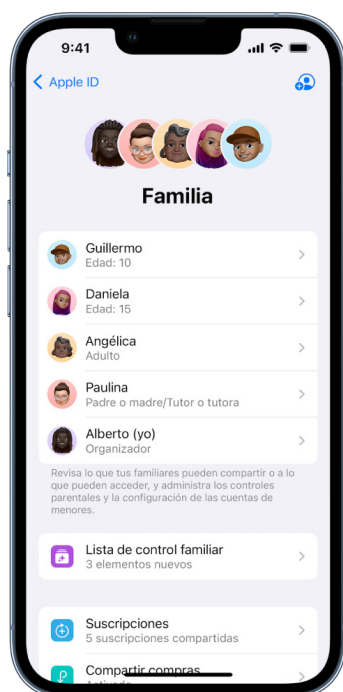 9:41
Apple ID
Familia
Guillermo
Edad: 10
Daniela
Edad: 15
Angélica
Adulto
Paulina
Padre o madre/Tutor o tutora
Alberto (yo)
Organizador
Revisa lo que tus familiares pueden compartir o a lo
que pueden acceder, y administra los controles
parentales y la configuración de las cuentas de
menores.
Lista de control familiar
3 elementos nuevos
Suscripciones
5 suscripciones compartidas
Compartir compras